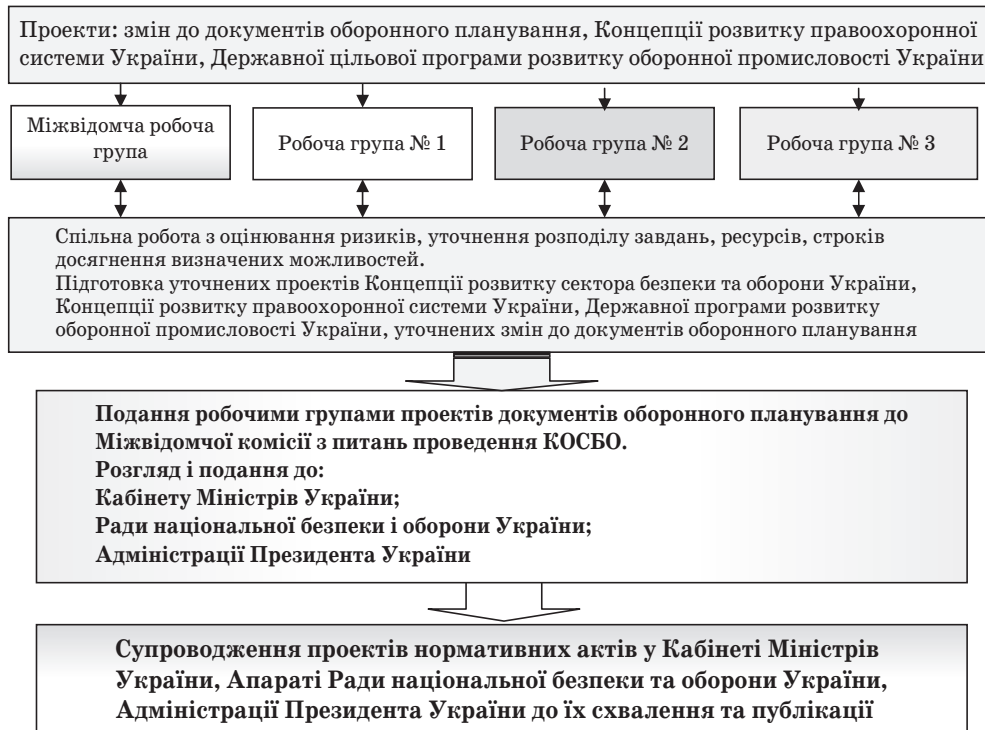 Проекти: змін до документів оборонного планування, Концепції розвитку правоохоронної
системи України, Державної цільової програми розвитку оборонної промисловості України
Міжвідомча робоча
група
Робоча група № 1
Робоча група № 2
Робоча група № 3
Спільна робота з оцінювання ризиків, уточнення розподілу завдань, ресурсів, строків
досягнення визначених можливостей.
Підготовка уточнених проектів Концепції розвитку сектора безпеки та оборони України,
Концепції розвитку правоохоронної системи України, Державної програми розвитку
оборонної промисловості України, уточнених змін до документів оборонного планування
Подання робочими групами проектів документів оборонного планування до
Міжвідомчої комісії з питань проведення КОСБО.
Розгляд і подання до:
Кабінету Міністрів України;
Ради національної безпеки і оборони України;
Адміністрації Президента України
Супроводження проектів нормативних актів у Кабінеті Міністрів
України, Апараті Ради національної безпеки та оборони України,
Адміністрації Президента України до їх схвалення та публікації